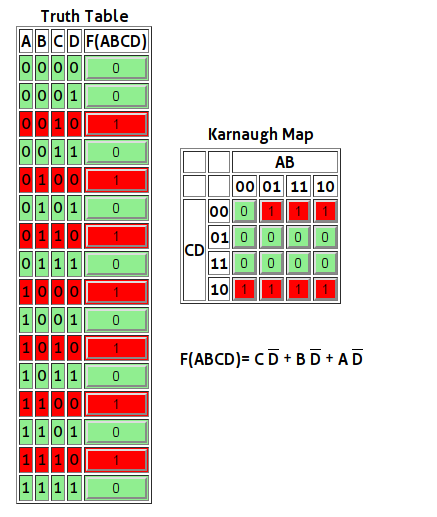 Truth Table
A B C D F(ABCD)
0 0 0 0 0
0 0 0 1 0
0 0 1 0 1
0 0 1 1 0
0 1 0 0 1
0 1 0 1 0
0 1 1 0 1
0 1 1 1 0
1 0 0 0 1
1 0 0 1 0
1 0 1 0 1
1 0 1 1 0
1 1 0 0 1
1 1 0 1 0
1 1 1 0 1
1 1 1 1 0
Karnaugh Map
AB
00 01 11 10
CD
00 0 1 1 1
01 0 0 0 0
11 0 0 0 0
10 1 1 1 1
F(ABCD)= C D̅ + B D̅ + A D̅